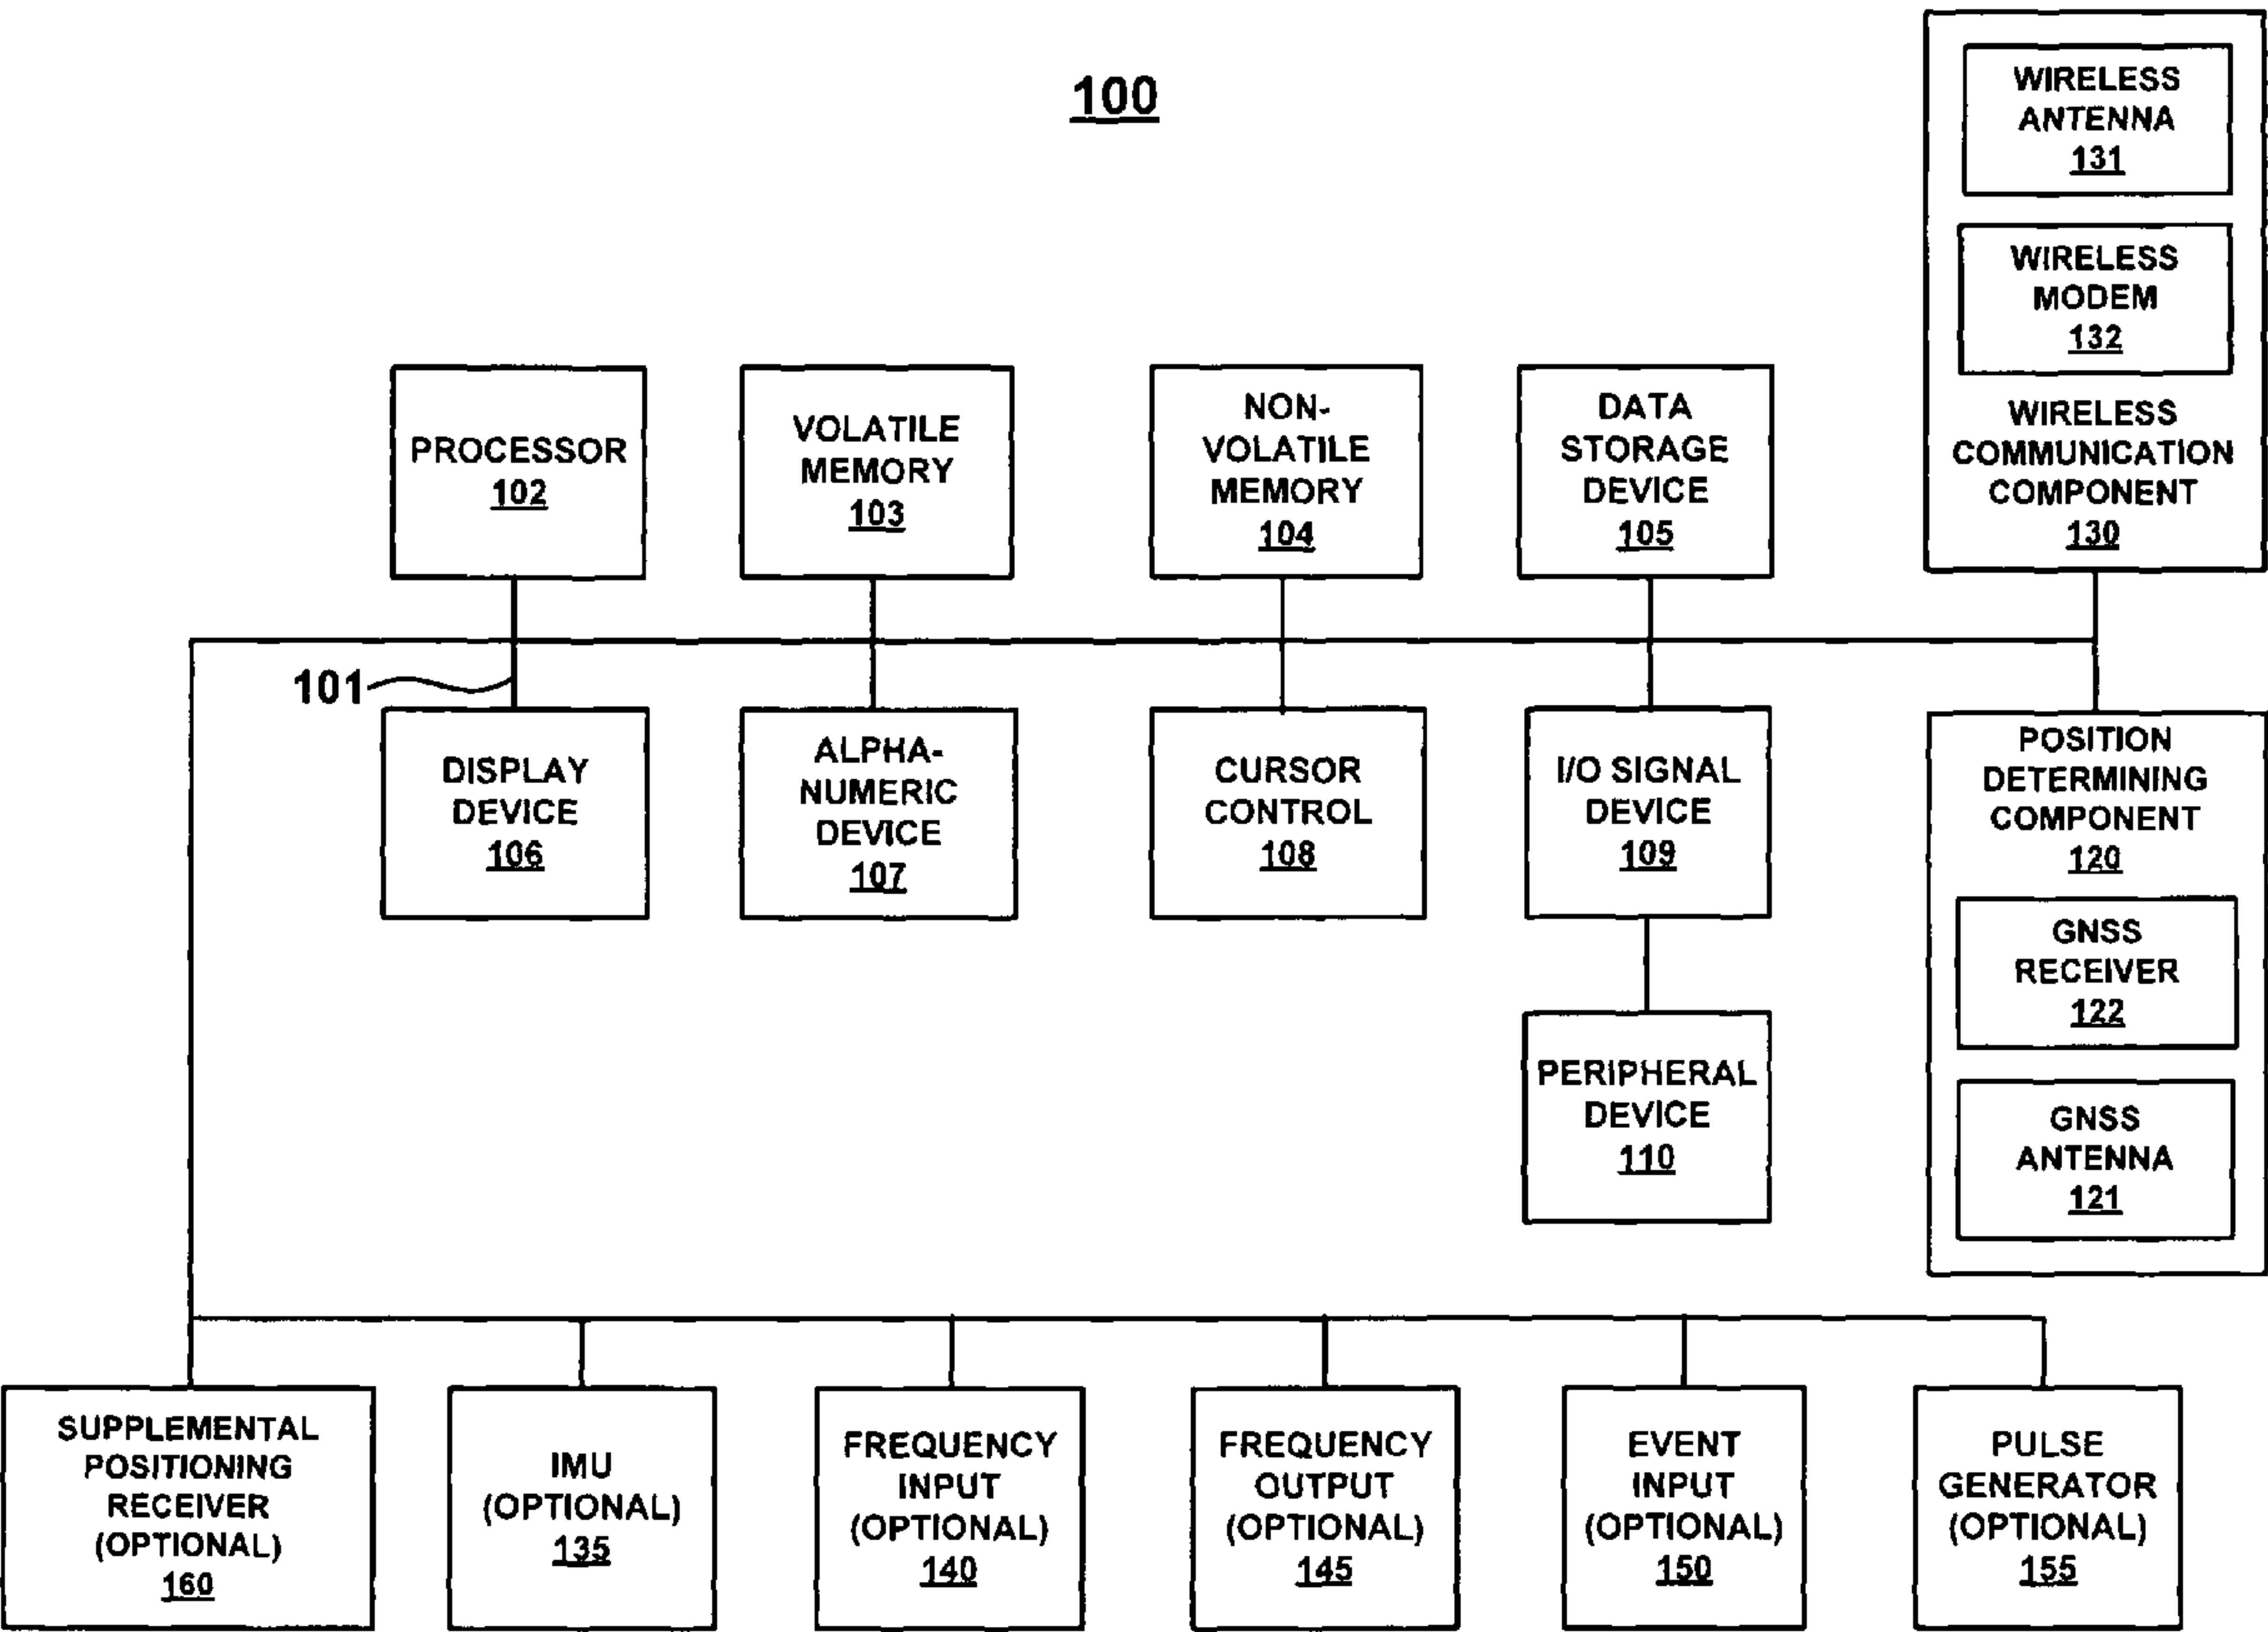 100
WIRELESS
ANTENNA
131
WIRELESS
MODEM
132
WIRELESS
COMMUNICATION
COMPONENT
130
PROCESSOR
102
VOLATILE
MEMORY
103
NON-
VOLATILE
MEMORY
104
DATA
STORAGE
DEVICE
105
101
DISPLAY
DEVICE
106
ALPHA-
NUMERIC
DEVICE
107
CURSOR
CONTROL
108
I/O SIGNAL
DEVICE
109
PERIPHERAL
DEVICE
110
POSITION
DETERMINING
COMPONENT
120
GNSS
RECEIVER
122
GNSS
ANTENNA
121
SUPPLEMENTAL
POSITIONING
RECEIVER
(OPTIONAL)
160
IMU
(OPTIONAL)
135
FREQUENCY
INPUT
(OPTIONAL)
140
FREQUENCY
OUTPUT
(OPTIONAL)
145
EVENT
INPUT
(OPTIONAL)
150
PULSE
GENERATOR
(OPTIONAL)
155